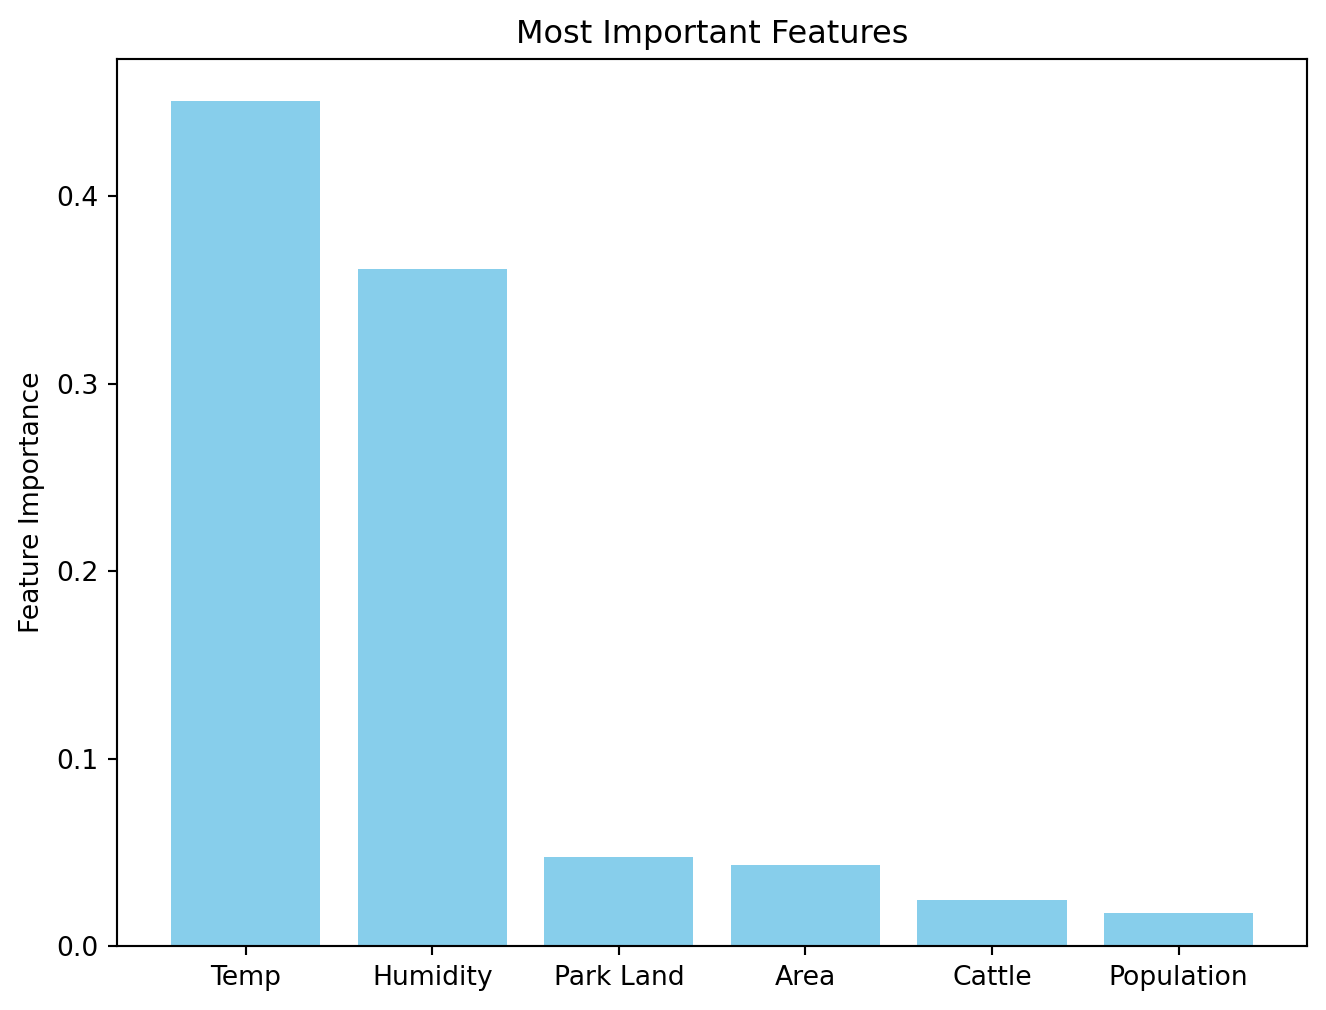 Most Important Features
Feature Importance
0.4
0.3
0.2
0.1
0.0
Temp
Humidity
Park Land
Area
Cattle
Population